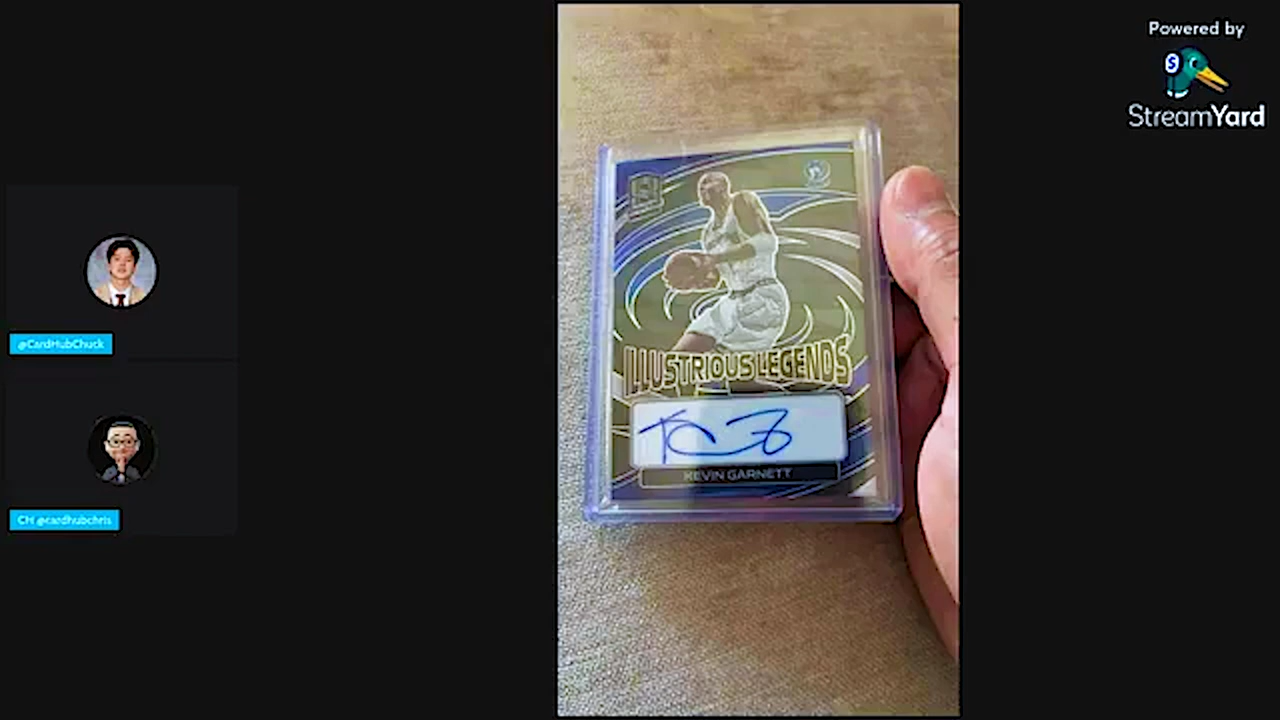 Powered by
StreamYard
@CardHubChuck
CH @cardhubchris
ILLUSTRIOUS LEGENDS
KEVIN GARNETT